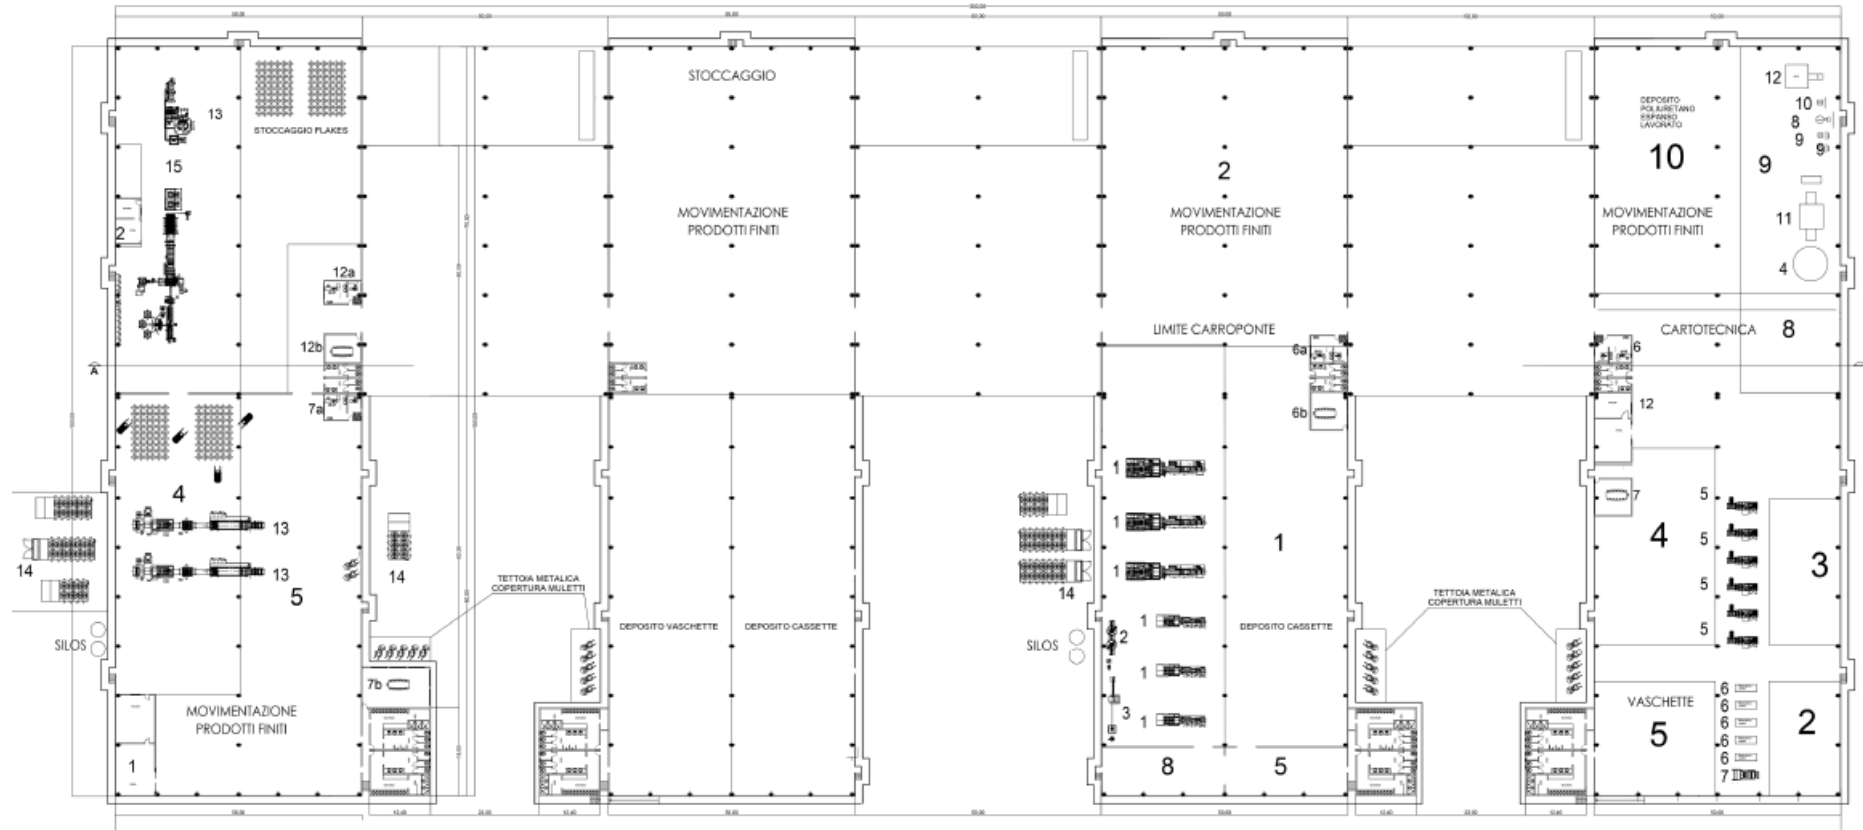 STOCCAGGIO
12
13
DEPOSITO
POLIURETANO
ESPANSO
LAVORATO
10
8
9
9
STOCCAGGIO FLAKES
15
2
10
9
MOVIMENTAZIONE
PRODOTTI FINITI
MOVIMENTAZIONE
PRODOTTI FINITI
MOVIMENTAZIONE
PRODOTTI FINITI
11
2
4
12a
LIMITE CARROPONTE
CARTOTECNICA
8
12b
6a
6
A
7a
6b
12
1
4
5
7
13
1
5
4
14
13
14
1
1
14
5
3
5
5
TETTOIA METALICA
COPERTURA MULETTI
TETTOIA METALICA
COPERTURA MULETTI
5
DEPOSITO VASCHETTE
DEPOSITO CASSETTE
1
DEPOSITO CASSETTE
5
SILOS
SILOS
2
7b
1
6
MOVIMENTAZIONE
PRODOTTI FINITI
3
1
VASCHETTE
5
6
6
6
6
2
1
8
5
7